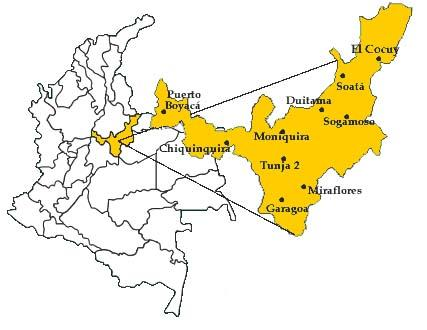 El Cocuy
Soatá
Puerto
Boyacá
Duitama
Sogamoso
Moniquira
Chiquinquira
Tunja 2
Miraflores
Garagoa